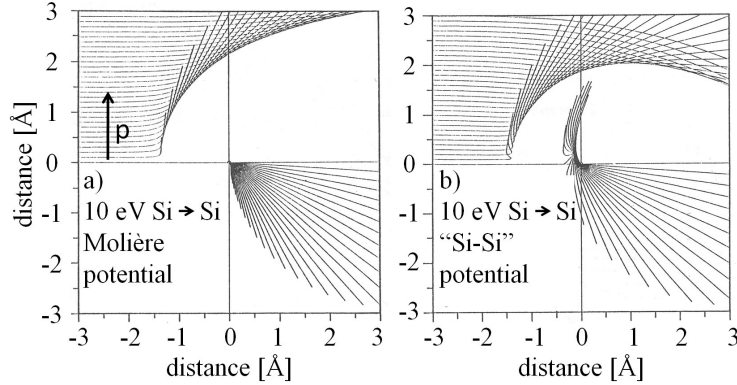 3
2
1
0
-1
-2
-3
distance [Å]
p
a)
10 eV Si → Si
Molière
potential
-3 -2 -1 0 1 2 3
distance [Å]
3
2
1
0
-1
-2
-3
b)
10 eV Si → Si
“Si-Si”
potential
-3 -2 -1 0 1 2 3
distance [Å]